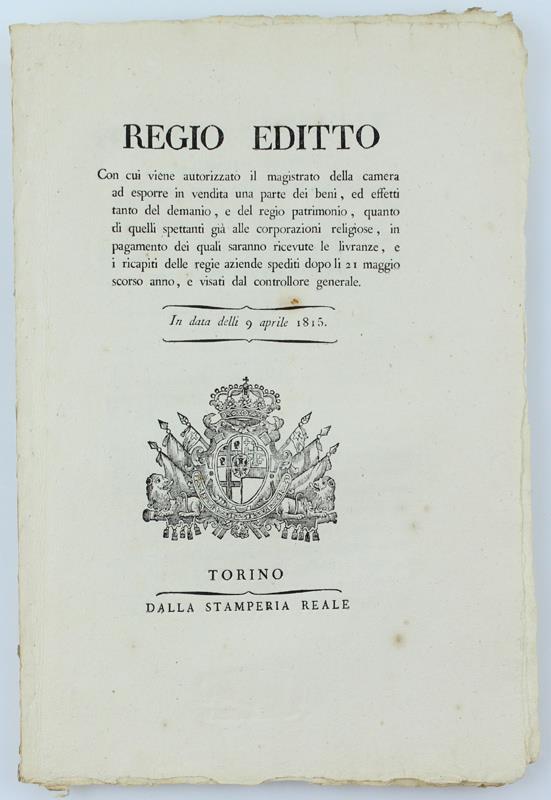 REGIO EDITTO
Con cui viene autorizzato il magistrato della camera
ad esporre in vendita una parte dei beni, ed effetti
tanto del demanio, e del regio patrimonio, quanto
di quelli spettanti già alle corporazioni religiose, in
pagamento dei quali saranno ricevute le livranze, e
i ricapiti delle regie aziende spediti dopo li 21 maggio
scorso anno, e visati dal controllore generale.
In data delli 9 aprile 1815.
TORINO
DALLA STAMPERIA REALE